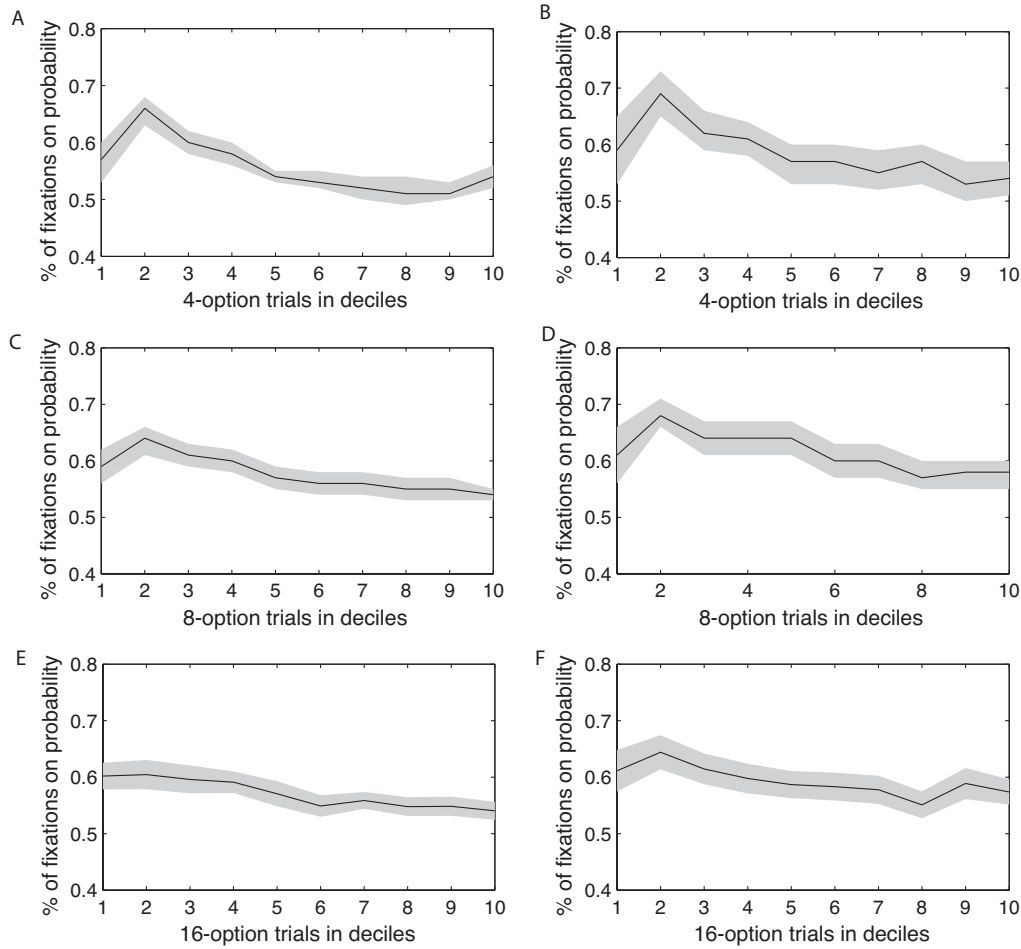 A
% of fixations on probability
0.8
0.7
0.6
0.5
0.4
1 2 3 4 5 6 7 8 9 10
4-option trials in deciles
B
% of fixations on probability
0.8
0.7
0.6
0.5
0.4
1 2 3 4 5 6 7 8 9 10
4-option trials in deciles
C
% of fixations on probability
0.8
0.7
0.6
0.5
0.4
1 2 3 4 5 6 7 8 9 10
8-option trials in deciles
D
% of fixations on probability
0.8
0.7
0.6
0.5
0.4
2 3 4 5 6 7 8 10
8-option trials in deciles
E
% of fixations on probability
0.8
0.7
0.6
0.5
0.4
1 2 3 4 5 6 7 8 9 10
16-option trials in deciles
F
% of fixations on probability
0.8
0.7
0.6
0.5
0.4
1 2 3 4 5 6 7 8 9 10
16-option trials in deciles